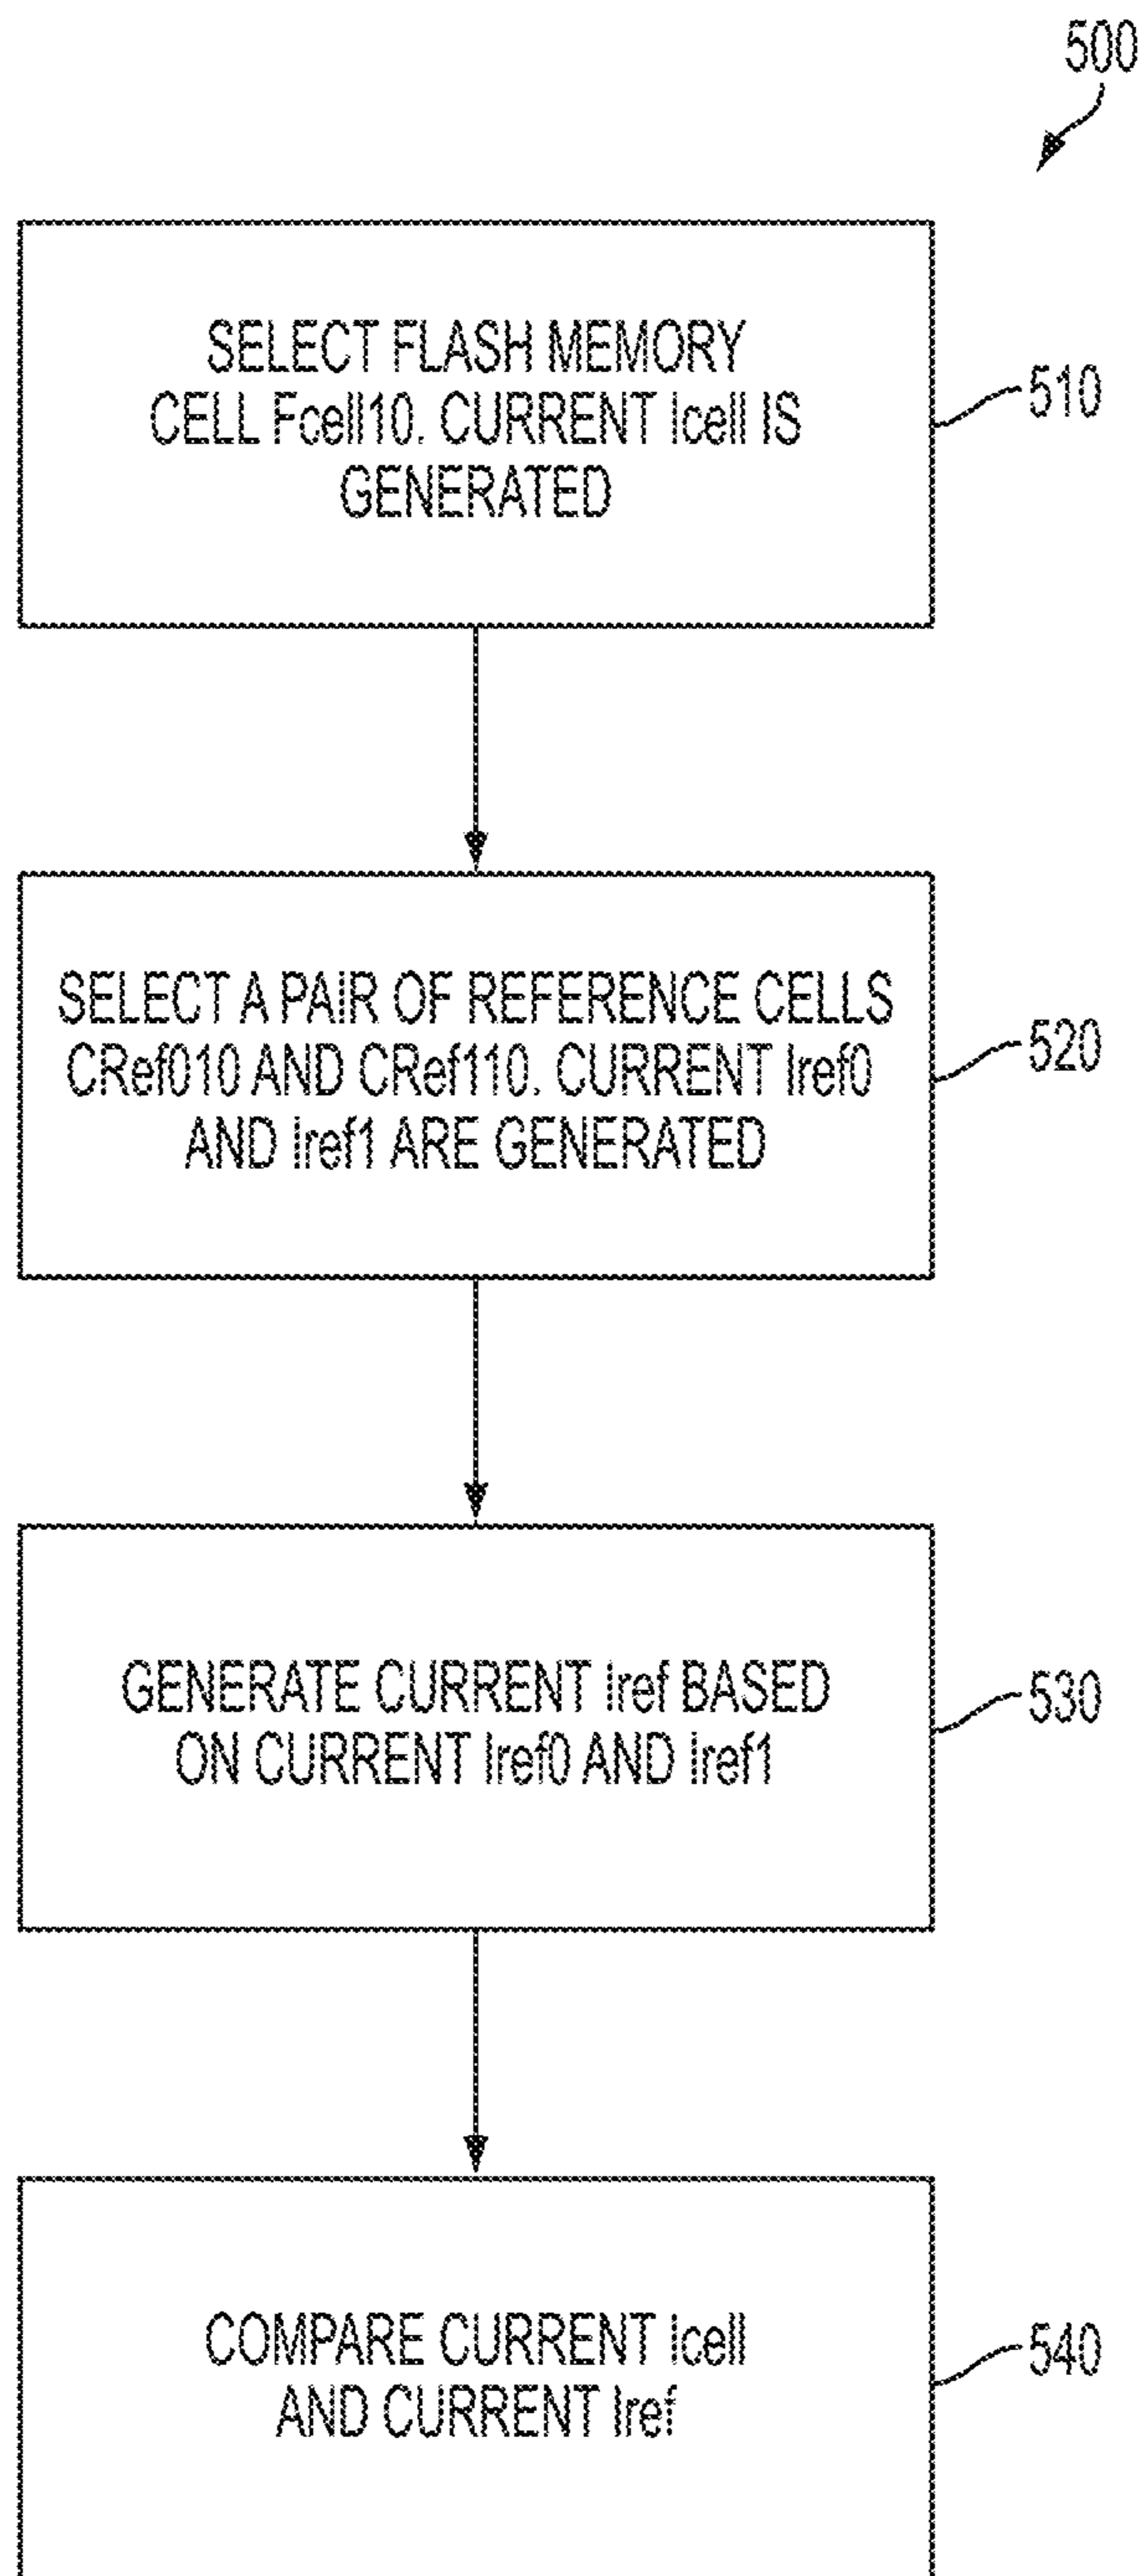 500
SELECT FLASH MEMORY
CELL Fcell10. CURRENT Icell IS
GENERATED
510
SELECT A PAIR OF REFERENCE CELLS
CRef010 AND CRef110. CURRENT Iref0
AND Iref1 ARE GENERATED
520
GENERATE CURRENT Iref BASED
ON CURRENT Iref0 AND Iref1
530
COMPARE CURRENT Icell
AND CURRENT Iref
540